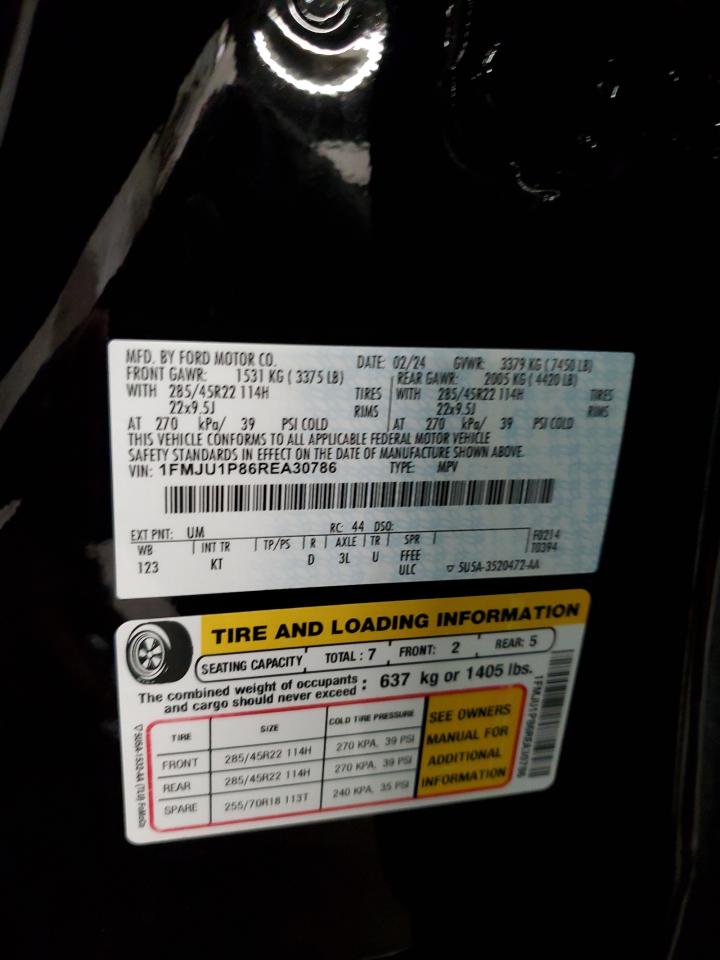 MFD. BY FORD MOTOR CO. DATE: 02/24 GVWR: 3379 KG ( 7450 LB)
FRONT GAWR: 1531 KG ( 3375 LB) REAR GAWR: 2005 KG ( 4420 LB)
WITH 285/45R22 114H TIRES WITH 285/45R22 114H TIRES
22x9.5J RIMS 22x9.5J RIMS
AT 270 kPa/ 39 PSI COLD AT 270 kPa/ 39 PSI COLD
THIS VEHICLE CONFORMS TO ALL APPLICABLE FEDERAL MOTOR VEHICLE
SAFETY STANDARDS IN EFFECT ON THE DATE OF MANUFACTURE SHOWN ABOVE.
VIN: 1FMJU1P86REA30786 TYPE: MPV
EXT PNT: UM RC: 44 DSO: F0214
WB INT TR TP/PS R AXLE TR SPR T0394
123 KT D 3L U FFEE
ULC ▽ 5U5A-3520472-AA
TIRE AND LOADING INFORMATION
SEATING CAPACITY TOTAL : 7 FRONT: 2 REAR: 5
The combined weight of occupants and cargo should never exceed : 637 kg or 1405 lbs.
TIRE SIZE COLD TIRE PRESSURE
FRONT 285/45R22 114H 270 KPA, 39 PSI
REAR 285/45R22 114H 270 KPA, 39 PSI
SPARE 255/70R18 113T 240 KPA, 35 PSI
SEE OWNERS
MANUAL FOR
ADDITIONAL
INFORMATION
1FMJU1P86REA30786